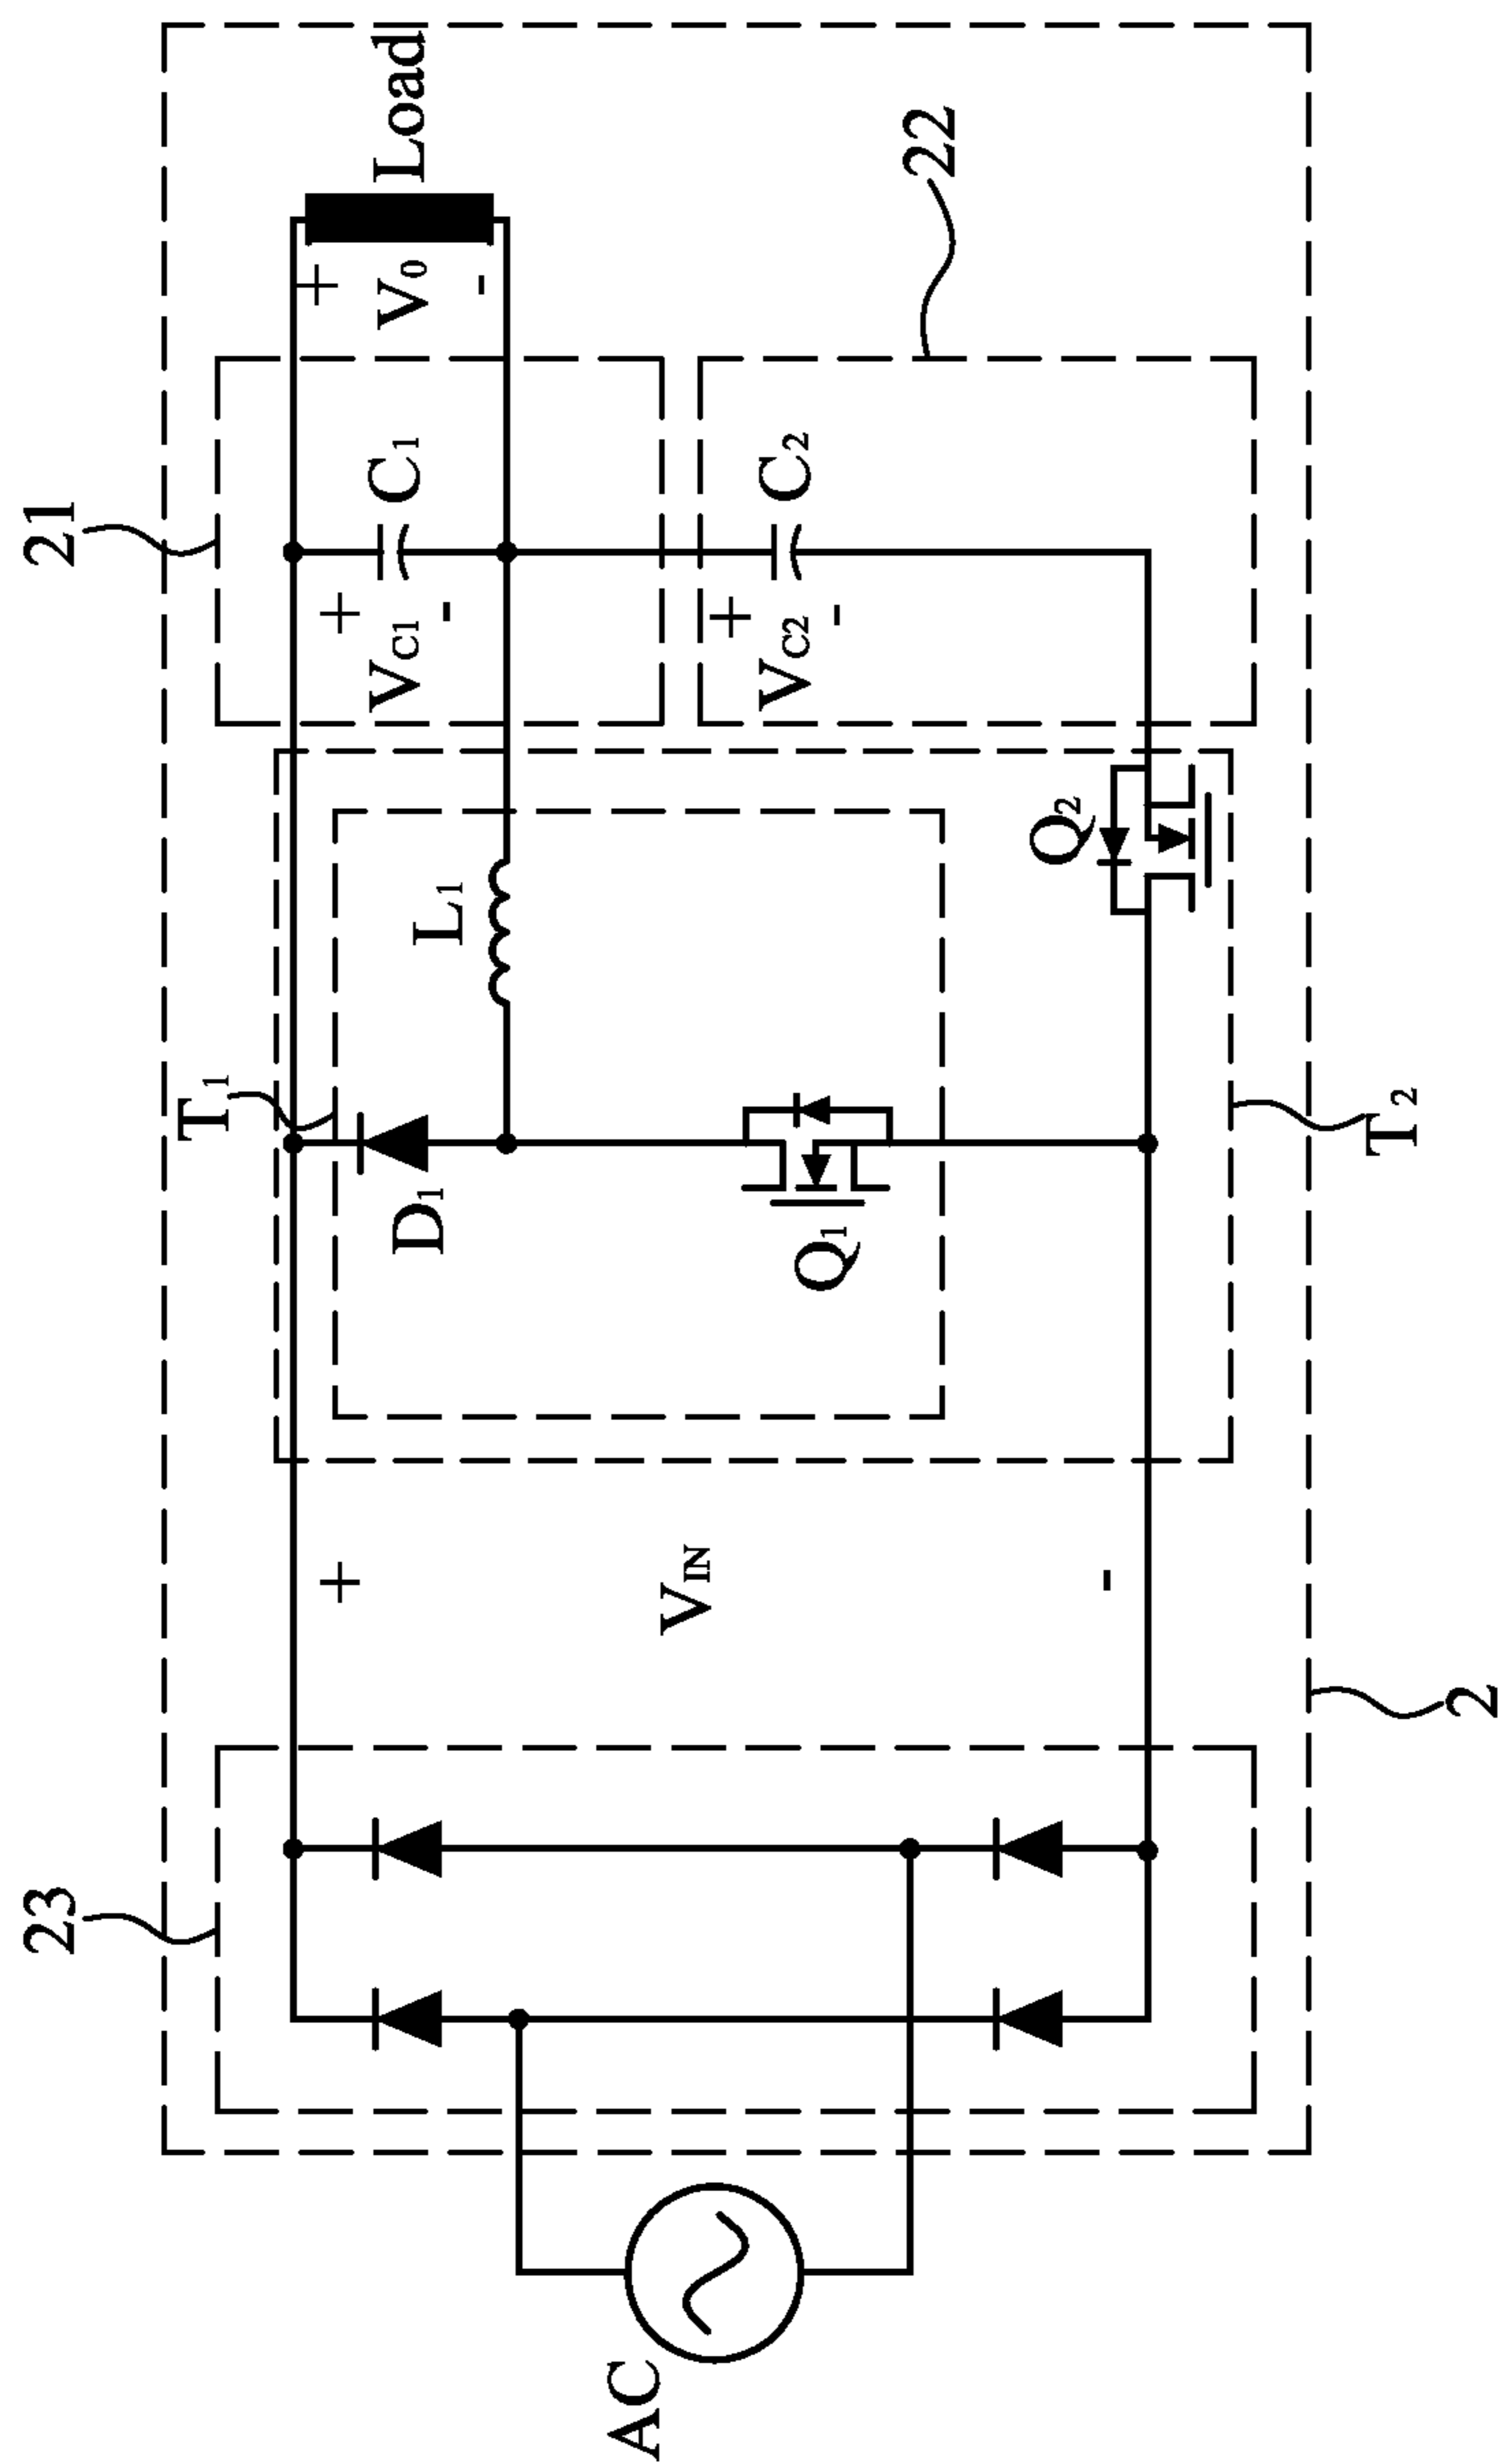 21
Load
+
V0
-
22
C1
+
VC1
-
C2
+
VC2
-
T1
L1
Q2
D1
Q1
T2
+
VIN
-
2
23
AC